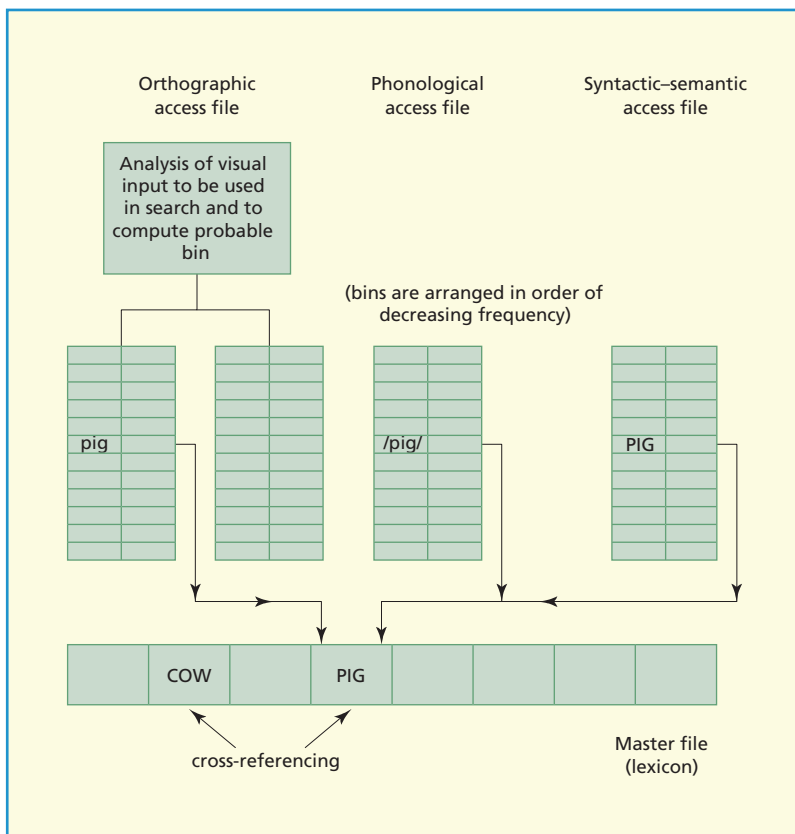 Orthographic
access file
Phonological
access file
Syntactic–semantic
access file
Analysis of visual
input to be used
in search and to
compute probable
bin
(bins are arranged in order of
decreasing frequency)
pig
/pig/
PIG
COW
PIG
cross-referencing
Master file
(lexicon)